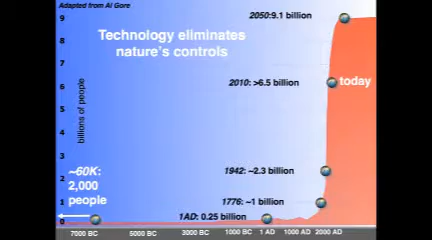 Adapted from Al Gore
2050:9.1 billion
9
Technology eliminates
nature's controls
8
7
today
2010: >6.5 billion
6
billions of people
5
4
3
~60K:
2,000
people
1942: ~2.3 billion
2
1776: ~1 billion
1
1AD: 0.25 billion
0
7000 BC 5000 BC 3000 BC 1000 BC 1 AD 1000 AD 2000 AD